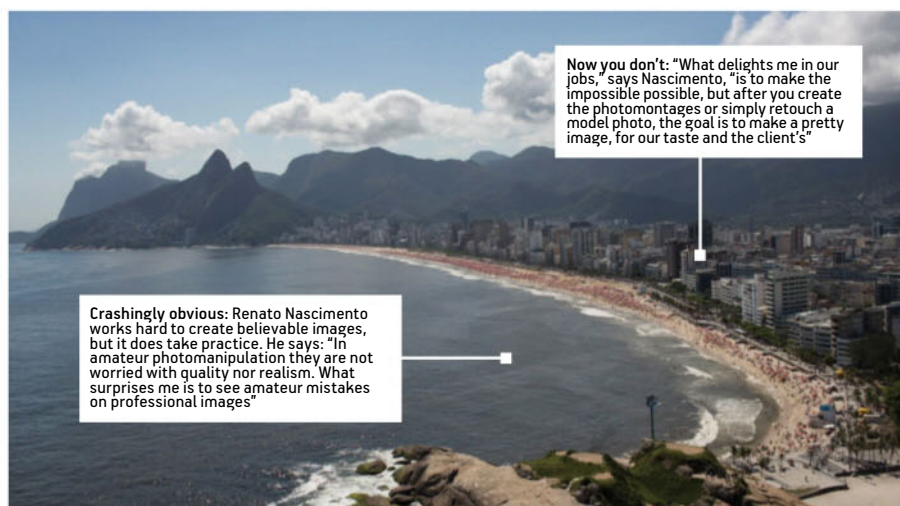 Now you don't: “What delights me in our
jobs,” says Nascimento, “is to make the
impossible possible, but after you create
the photomontages or simply retouch a
model photo, the goal is to make a pretty
image, for our taste and the client's”
Crashingly obvious: Renato Nascimento
works hard to create believable images,
but it does take practice. He says: “In
amateur photomanipulation they are not
worried with quality nor realism. What
surprises me is to see amateur mistakes
on professional images”